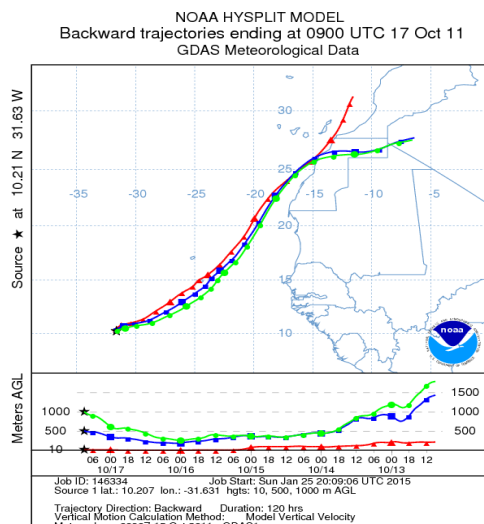 NOAA HYSPLIT MODEL
Backward trajectories ending at 0900 UTC 17 Oct 11
GDAS Meteorological Data
Source ★ at 10.21 N 31.63 W
30
25
-35 -30 -25 -20 -15 -10 -5
20
15
10
noaa
Meters AGL
1000
500
10
1500
1000
500
06 00 18 12 06 00 18 12 06 00 18 12 06 00 18 12 06 00 18 12
10/17 10/16 10/15 10/14 10/13
Job ID: 146334 Job Start: Sun Jan 25 20:09:06 UTC 2015
Source 1 lat.: 10.207 lon.: -31.631 hgts: 10, 500, 1000 m AGL
Trajectory Direction: Backward Duration: 120 hrs
Vertical Motion Calculation Method: Model Vertical Velocity